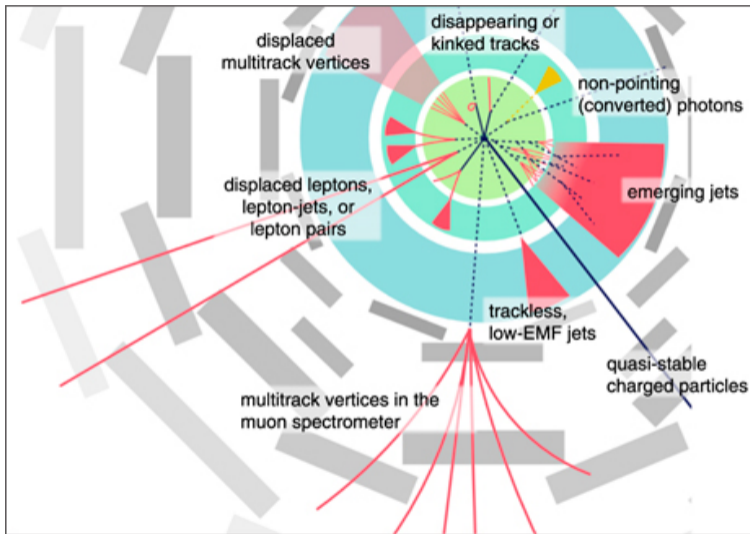 disappearing or
kinked tracks
displaced
multitrack vertices
non-pointing
(converted) photons
displaced leptons,
lepton-jets, or
lepton pairs
emerging jets
trackless,
low-EMF jets
quasi-stable
charged particles
multitrack vertices in the
muon spectrometer